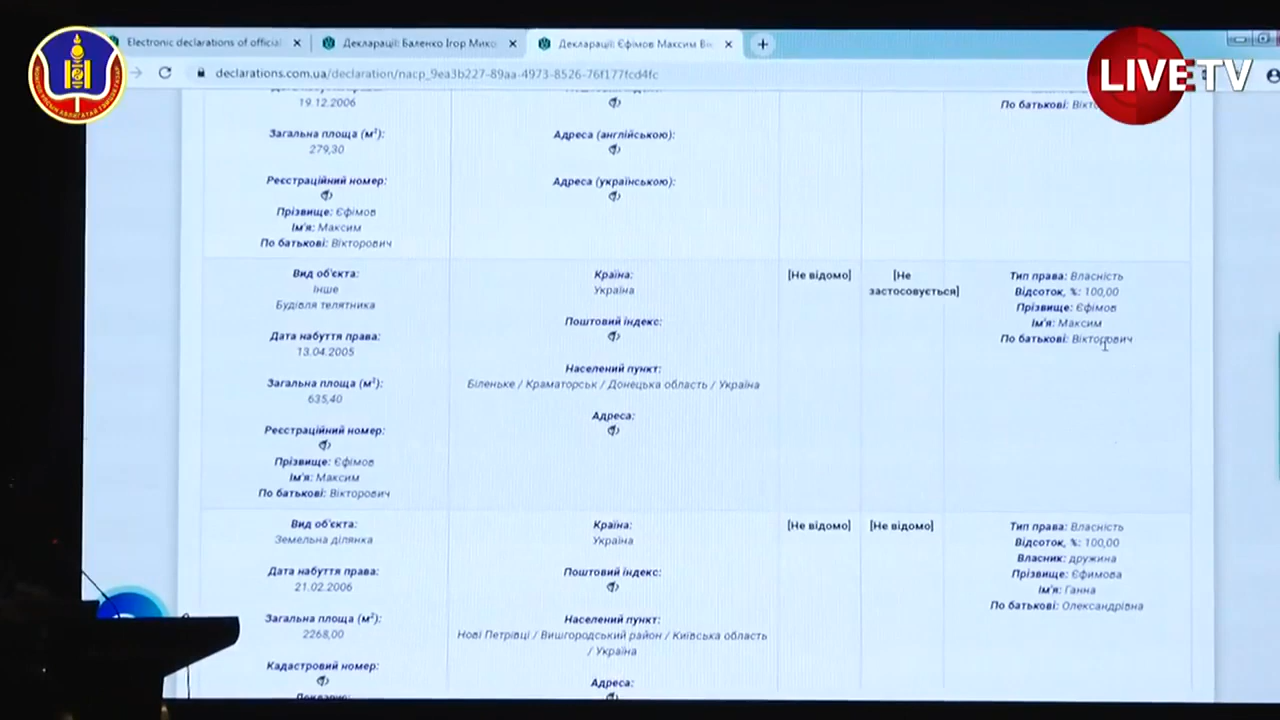 LIVE TV
Electronic declarations of official
Декларації: Баленко Ігор Мико
Декларації: Єфімов Максим Ві
declarations.com.ua/declaration/nacp_9ea3b227-89aa-4973-8526-76f177fcd4fc
19.12.2006
Загальна площа (м²):
279,30
Реєстраційний номер:
Прізвище: Єфімов
Ім'я: Максим
По батькові: Вікторович
Адреса (англійською):
Адреса (українською):
По батькові:
Вид об'єкта:
Інше
Будівля телятника
Дата набуття права:
13.04.2005
Загальна площа (м²):
635,40
Реєстраційний номер:
Прізвище: Єфімов
Ім'я: Максим
По батькові: Вікторович
Країна:
Україна
Поштовий індекс:
Населений пункт:
Біленьке / Краматорськ / Донецька область / Україна
Адреса:
[Не відомо]
[Не
застосовується]
Тип права: Власність
Відсоток, %: 100,00
Прізвище: Єфімов
Ім'я: Максим
По батькові: Вікторович
Вид об'єкта:
Земельна ділянка
Дата набуття права:
21.02.2006
Загальна площа (м²):
2268,00
Кадастровий номер:
Країна:
Україна
Поштовий індекс:
Населений пункт:
Нові Петрівці / Вишгородський район / Київська область
/ Україна
Адреса:
[Не відомо]
[Не відомо]
Тип права: Власність
Відсоток, %: 100,00
Власник: дружина
Прізвище: Єфимова
Ім'я: Ганна
По батькові: Олександрівна